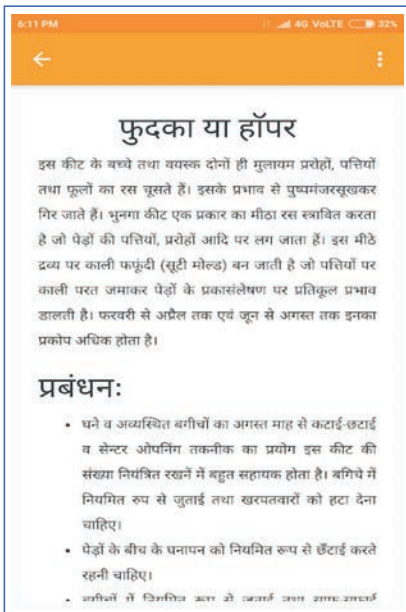 6:11 PM 4G VoLTE 32%
फुदका या हॉपर
इस कीट के बच्चे तथा वयस्क दोनों ही मुलायम प्ररोहों, पत्तियों
तथा फूलों का रस चूसते हैं। इसके प्रभाव से पुष्पमंजरसूखकर
गिर जाते हैं। भुनगा कीट एक प्रकार का मीठा रस स्त्रावित करता
है जो पेड़ों की पत्तियों, प्ररोहों आदि पर लग जाता हैं। इस मीठे
द्रव्य पर काली फफूंदी (सूटी मोल्ड) बन जाती है जो पत्तियों पर
काली परत जमाकर पेड़ों के प्रकासंलेषण पर प्रतिकूल प्रभाव
डालती है। फरवरी से अप्रैल तक एवं जून से अगस्त तक इनका
प्रकोप अधिक होता है।
प्रबंधन:
• घने व अव्यस्थित बगीचों का अगस्त माह से कटाई-छटाई
व सेन्टर ओपनिंग तकनीक का प्रयोग इस कीट की
संख्या नियंत्रित रखनें में बहुत सहायक होता है। बगिचे में
नियमित रुप से जुताई तथा खरपतवारों को हटा देना
चाहिए।
• पेड़ों के बीच के घनापन को नियमित रूप से छँटाई करते
रहनी चाहिए।
• बगीचों में नियमित रूप से जुताई तथा साफ-सफाई